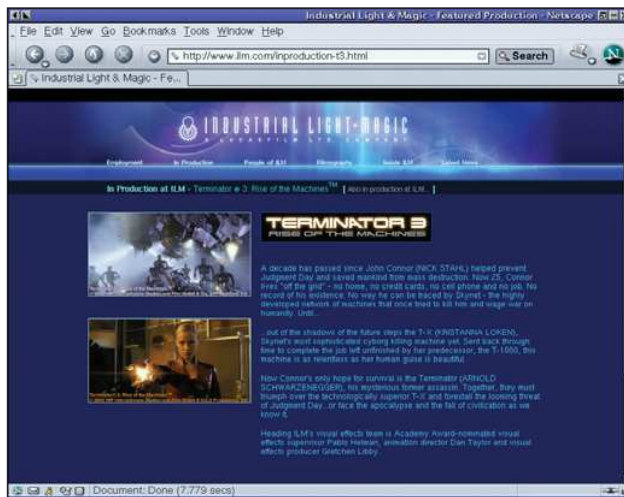 Industrial Light & Magic - Featured Production - Netscape
File Edit View Go Bookmarks Tools Window Help
http://www.ilm.com/inproduction-t3.html Search
Industrial Light & Magic - Fe...
INDUSTRIAL LIGHT+MAGIC
A LUCASFILM LTD. COMPANY
Employment In Production People of ILM Filmography Inside ILM Latest News
In Production at ILM - Terminator ® 3: Rise of the Machines™ [ Also in production at ILM... ]
TERMINATOR 3
RISE OF THE MACHINES
A decade has passed since John Connor (NICK STAHL) helped prevent
Judgment Day and saved mankind from mass destruction. Now 25, Connor
lives "off the grid" - no home, no credit cards, no cell phone and no job. No
record of his existence. No way he can be traced by Skynet - the highly
developed network of machines that once tried to kill him and wage war on
humanity. Until...
...out of the shadows of the future steps the T-X (KRISTANNA LOKEN),
Skynet's most sophisticated cyborg killing machine yet. Sent back through
time to complete the job left unfinished by her predecessor, the T-1000, this
machine is as relentless as her human guise is beautiful.
Now Connor's only hope for survival is the Terminator (ARNOLD
SCHWARZENEGGER), his mysterious former assassin. Together, they must
triumph over the technologically superior T-X and forestall the looming threat
of Judgment Day...or face the apocalypse and the fall of civilization as we
know it.
Heading ILM's visual effects team is Academy Award-nominated visual
effects supervisor Pablo Helman, animation director Dan Taylor and visual
effects producer Gretchen Libby.
Document: Done (7.779 secs)